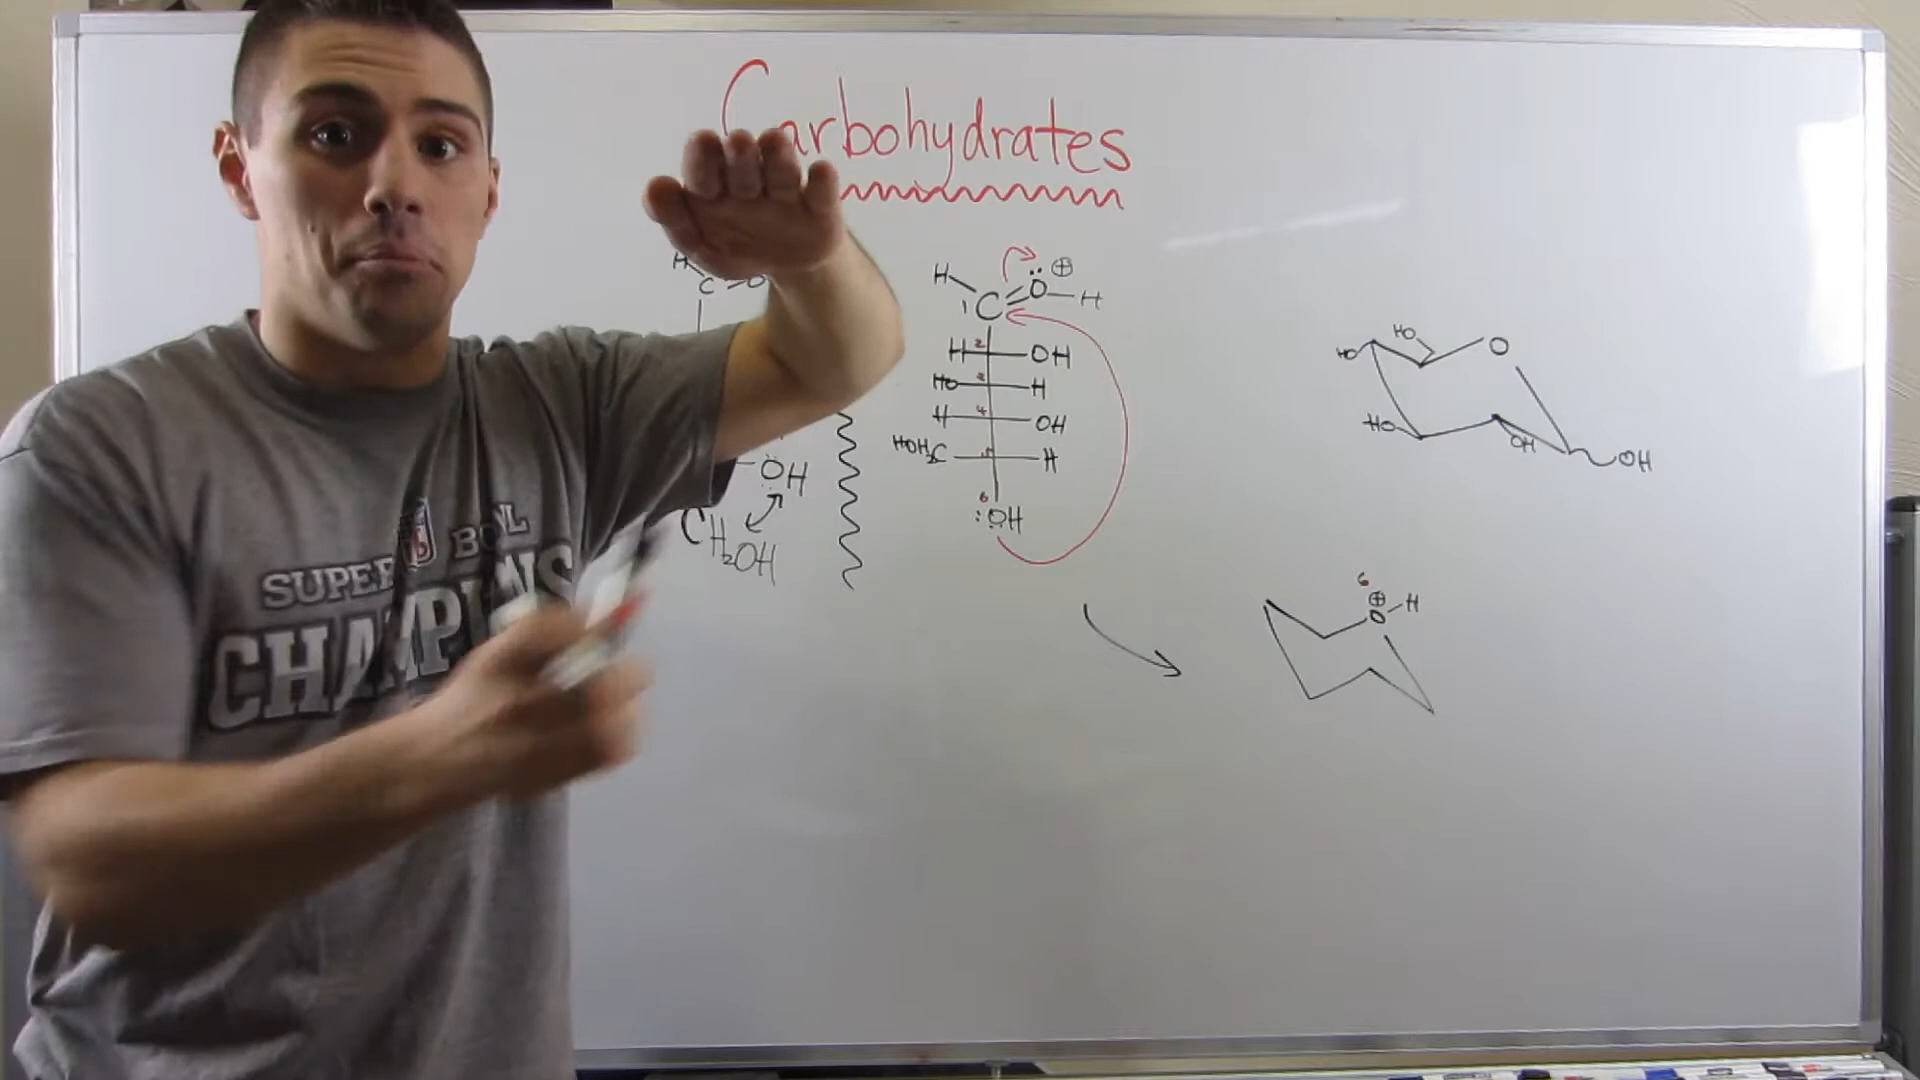 Carbohydrates
H
C
O
OH
CH₂OH
H
1 C O ⊕ H
H 2 OH
HO 3 H
H 4 OH
HOH₂C 5 H
6
:OH
HO
HO O
HO OH OH
6
⊕
O H
SUPER BOWL
CHAMPIONS